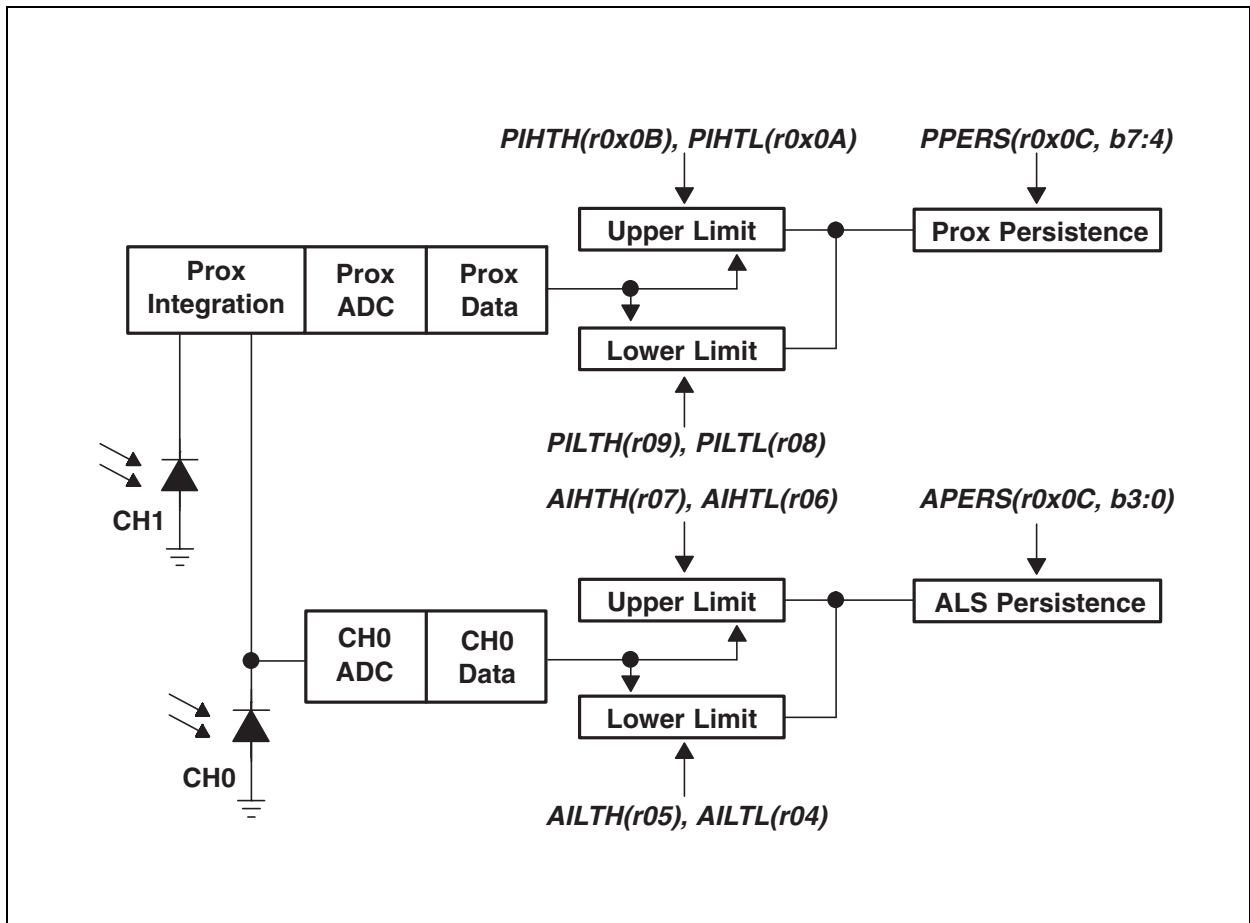 PIHTH(r0x0B), PIHTL(r0x0A)
PPERS(r0x0C, b7:4)
Upper Limit
Prox Persistence
Prox
Integration
Prox
ADC
Prox
Data
Lower Limit
PILTH(r09), PILTL(r08)
CH1
AIHTH(r07), AIHTL(r06)
APERS(r0x0C, b3:0)
Upper Limit
ALS Persistence
CH0
ADC
CH0
Data
Lower Limit
CH0
AILTH(r05), AILTL(r04)